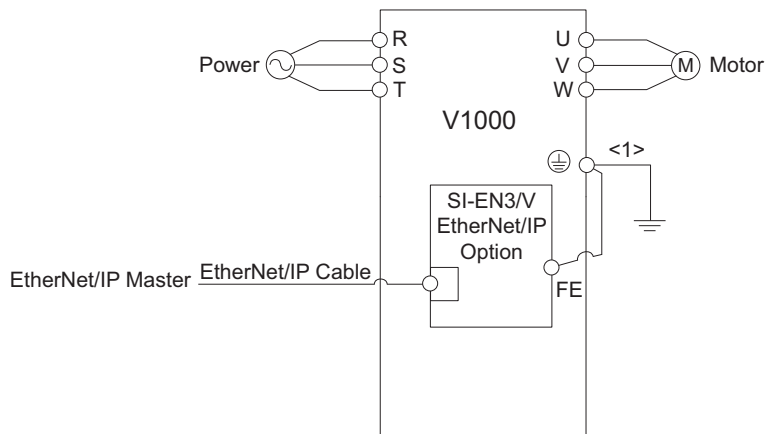 R
U
Power
S
V
M
Motor
T
W
V1000
<1>
SI-EN3/V
EtherNet/IP
Option
EtherNet/IP Master
EtherNet/IP Cable
FE